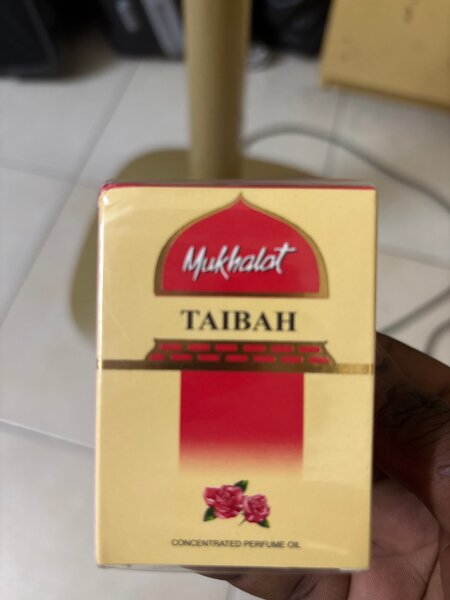 Mukhalat
TAIBAH
CONCENTRATED PERFUME OIL